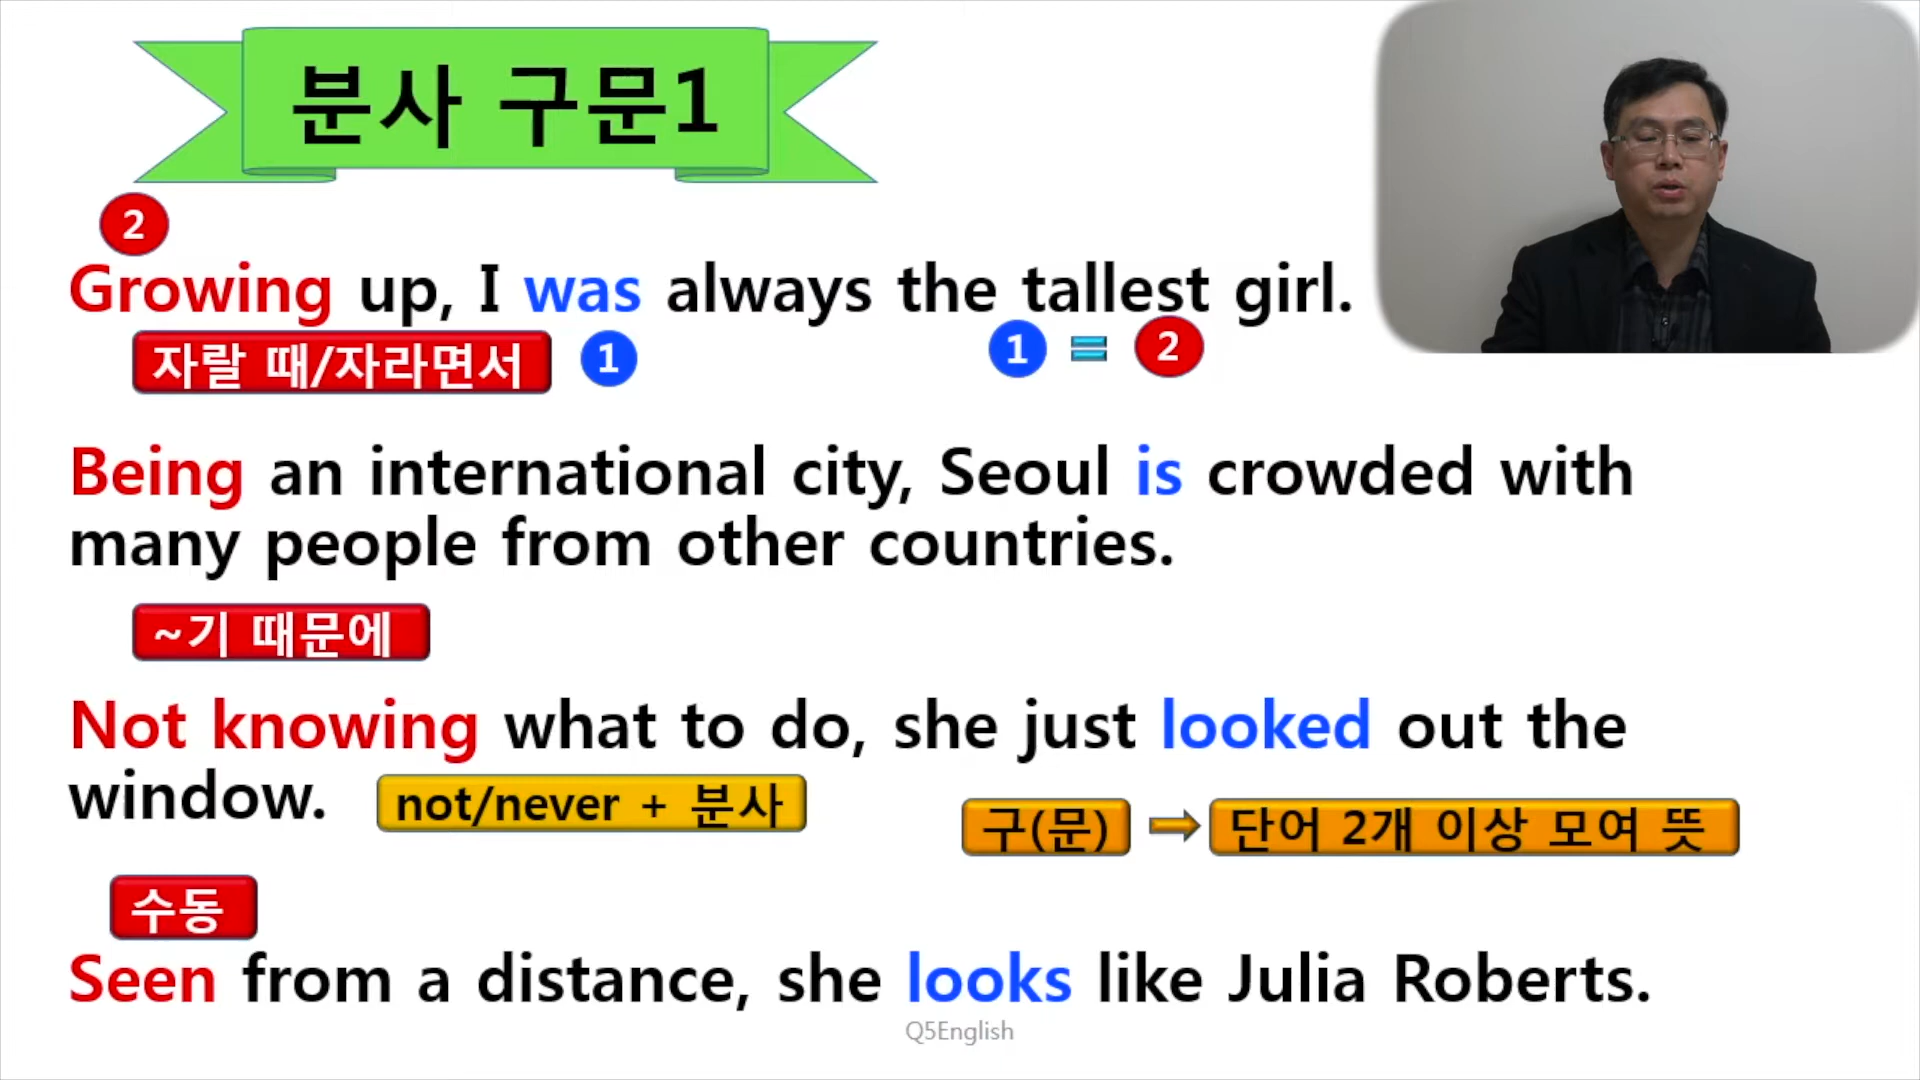 분사 구문1
2
Growing up, I was always the tallest girl.
자랄 때/자라면서 1 1 = 2
Being an international city, Seoul is crowded with
many people from other countries.
~기 때문에
Not knowing what to do, she just looked out the
window. not/never + 분사
구(문) → 단어 2개 이상 모여 뜻
수동
Seen from a distance, she looks like Julia Roberts.
Q5English